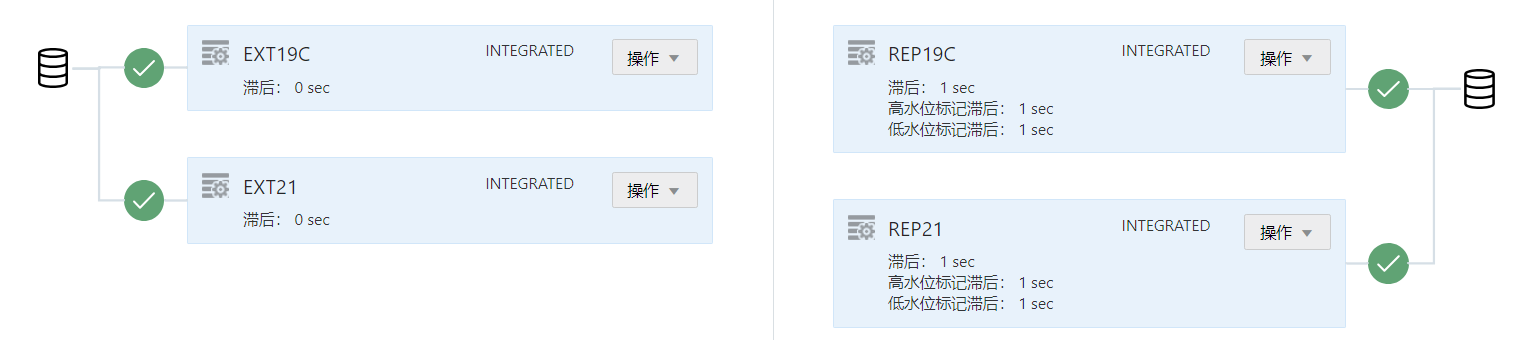 EXT19C INTEGRATED 操作
滞后： 0 sec
EXT21 INTEGRATED 操作
滞后： 0 sec
REP19C INTEGRATED 操作
滞后： 1 sec
高水位标记滞后： 1 sec
低水位标记滞后： 1 sec
REP21 INTEGRATED 操作
滞后： 1 sec
高水位标记滞后： 1 sec
低水位标记滞后： 1 sec